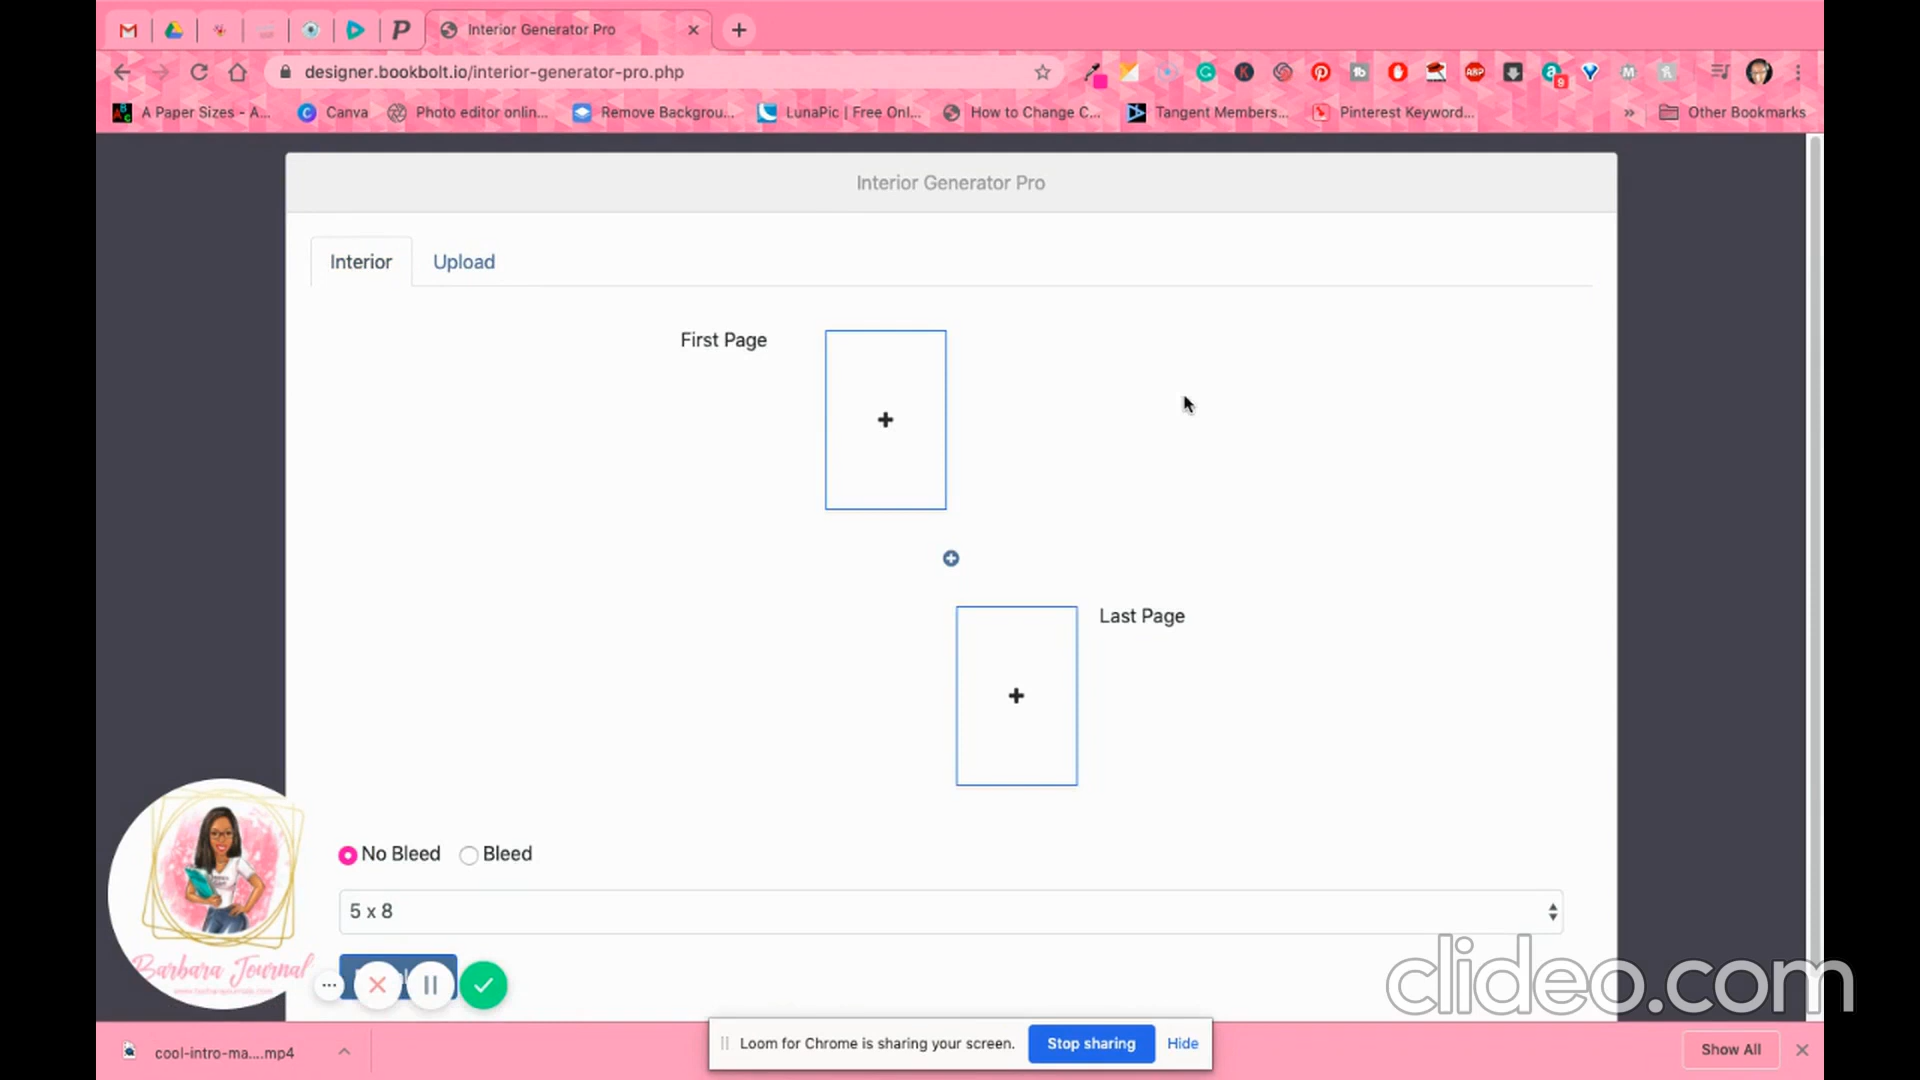 Interior Generator Pro
designer.bookbolt.io/interior-generator-pro.php
ABP
8
A Paper Sizes - A...
Canva
Photo editor onlin...
Remove Backgrou...
LunaPic | Free Onl...
How to Change C...
Tangent Members...
Pinterest Keyword...
»
Other Bookmarks
Interior Generator Pro
Interior
Upload
First Page
Last Page
No Bleed
Bleed
5 x 8
Barbara Journal
clideo.com
cool-intro-ma....mp4
Loom for Chrome is sharing your screen.
Stop sharing
Hide
Show All